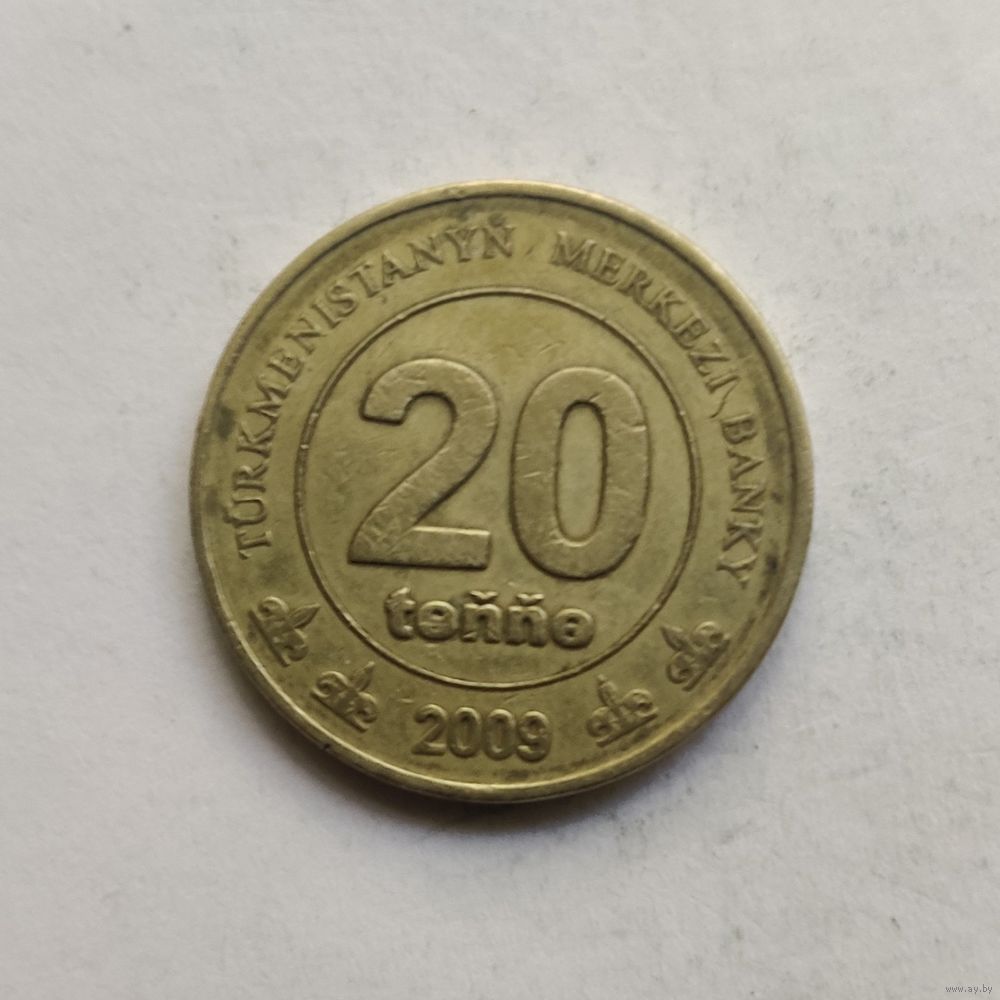 TÜRKMENISTANYŇ MERKEZI BANKY
20
teňňe
2009
www.ay.by